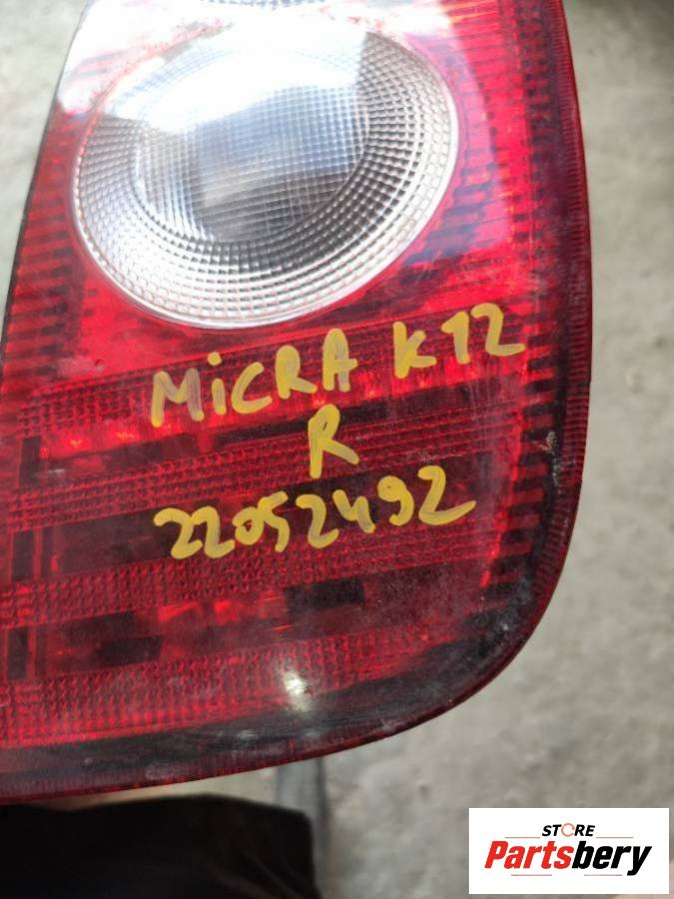 MiCRA K12
R
22052492
STORE
Partsbery